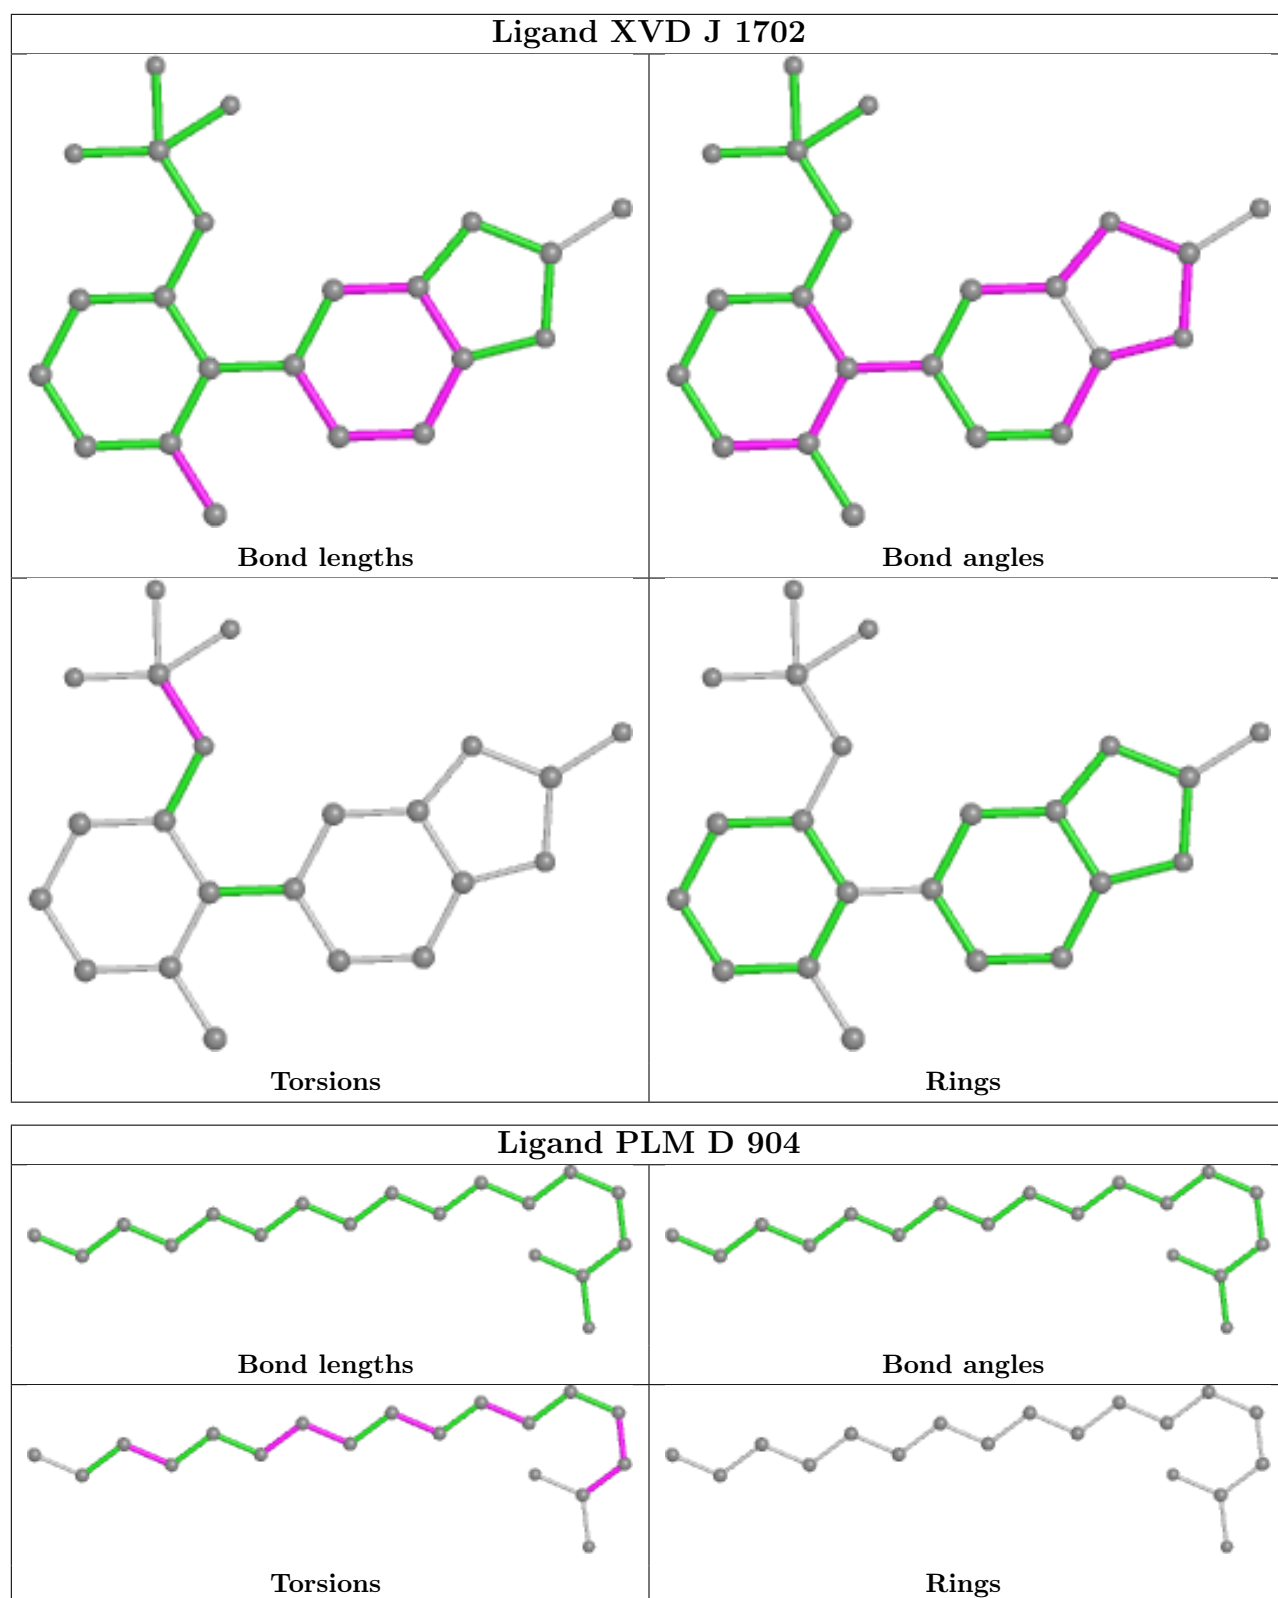 Ligand XVD J 1702
Bond lengths
Bond angles
Torsions
Rings
Ligand PLM D 904
Bond lengths
Bond angles
Torsions
Rings